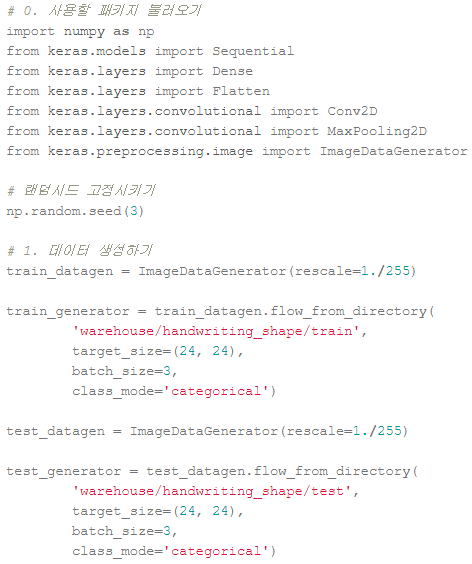 # 0. 사용할 패키지 불러오기
import numpy as np
from keras.models import Sequential
from keras.layers import Dense
from keras.layers import Flatten
from keras.layers.convolutional import Conv2D
from keras.layers.convolutional import MaxPooling2D
from keras.preprocessing.image import ImageDataGenerator
# 랜덤시드 고정시키기
np.random.seed(3)
# 1. 데이터 생성하기
train_datagen = ImageDataGenerator(rescale=1./255)
train_generator = train_datagen.flow_from_directory(
        'warehouse/handwriting_shape/train',
        target_size=(24, 24),
        batch_size=3,
        class_mode='categorical')
test_datagen = ImageDataGenerator(rescale=1./255)
test_generator = test_datagen.flow_from_directory(
        'warehouse/handwriting_shape/test',
        target_size=(24, 24),
        batch_size=3,
        class_mode='categorical')